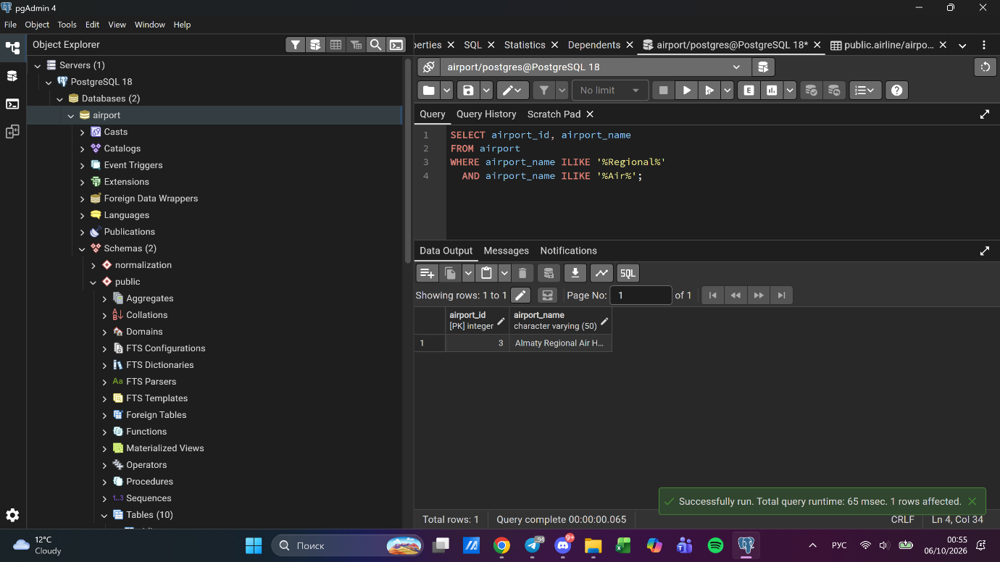 pgAdmin 4
File Object Tools Edit View Window Help
Object Explorer
Servers (1)
PostgreSQL 18
Databases (2)
airport
Casts
Catalogs
Event Triggers
Extensions
Foreign Data Wrappers
Languages
Publications
Schemas (2)
normalization
public
Aggregates
Collations
Domains
FTS Configurations
FTS Dictionaries
Aa FTS Parsers
FTS Templates
Foreign Tables
Functions
Materialized Views
Operators
Procedures
1..3 Sequences
Tables (10)
erties SQL Statistics Dependents airport/postgres@PostgreSQL 18* public.airline/airpo...
airport/postgres@PostgreSQL 18
No limit E
Query Query History Scratch Pad
1 SELECT airport_id, airport_name
2 FROM airport
3 WHERE airport_name ILIKE '%Regional%'
4 AND airport_name ILIKE '%Air%';
Data Output Messages Notifications
SQL
Showing rows: 1 to 1 Page No: 1 of 1
airport_id airport_name
[PK] integer character varying (50)
1 3 Almaty Regional Air H...
Successfully run. Total query runtime: 65 msec. 1 rows affected.
Total rows: 1 Query complete 00:00:00.065 CRLF Ln 4, Col 34
12°C
Cloudy
Поиск
94
9+
РУС
00:55
06/10/2026